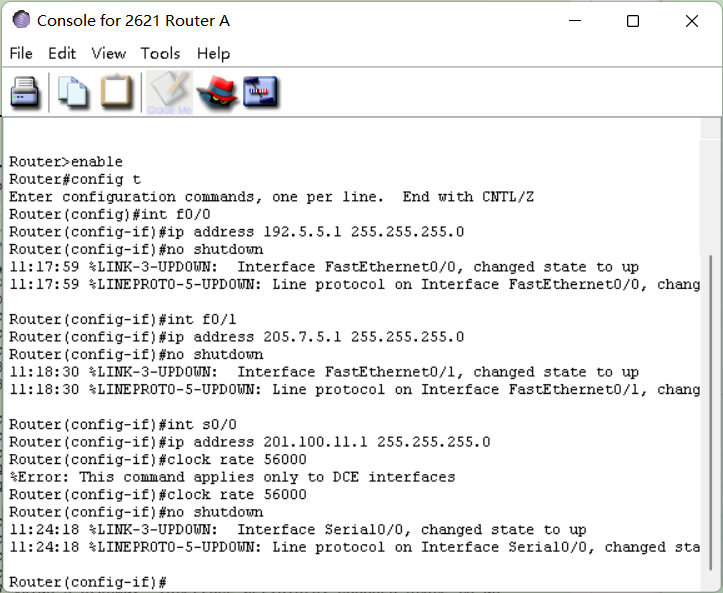 Console for 2621 Router A
File Edit View Tools Help
Grade Me
Router>enable
Router#config t
Enter configuration commands, one per line.  End with CNTL/Z
Router(config)#int f0/0
Router(config-if)#ip address 192.5.5.1 255.255.255.0
Router(config-if)#no shutdown
11:17:59 %LINK-3-UPDOWN:  Interface FastEthernet0/0, changed state to up
11:17:59 %LINEPROTO-5-UPDOWN: Line protocol on Interface FastEthernet0/0, chang
Router(config-if)#int f0/1
Router(config-if)#ip address 205.7.5.1 255.255.255.0
Router(config-if)#no shutdown
11:18:30 %LINK-3-UPDOWN:  Interface FastEthernet0/1, changed state to up
11:18:30 %LINEPROTO-5-UPDOWN: Line protocol on Interface FastEthernet0/1, chang
Router(config-if)#int s0/0
Router(config-if)#ip address 201.100.11.1 255.255.255.0
Router(config-if)#clock rate 56000
%Error: This command applies only to DCE interfaces
Router(config-if)#clock rate 56000
Router(config-if)#no shutdown
11:24:18 %LINK-3-UPDOWN:  Interface Serial0/0, changed state to up
11:24:18 %LINEPROTO-5-UPDOWN: Line protocol on Interface Serial0/0, changed sta
Router(config-if)#